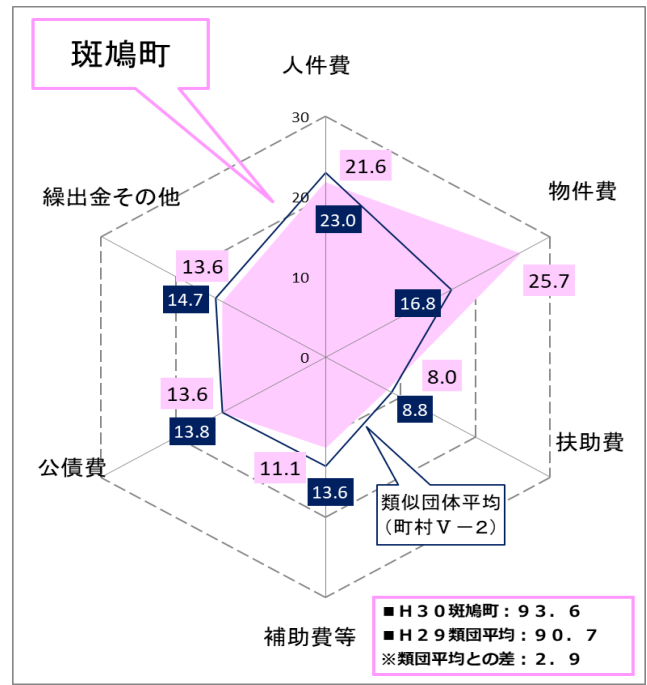 斑鳩町
人件費
30
21.6
物件費
繰出金その他
20
23.0
13.6
25.7
14.7
10
16.8
0
8.0
13.6
8.8
13.8
扶助費
公債費
11.1
13.6
類似団体平均
（町村Ⅴ－2）
補助費等
■Ｈ３０斑鳩町：９３．６
■Ｈ２９類団平均：９０．７
※類団平均との差：２．９